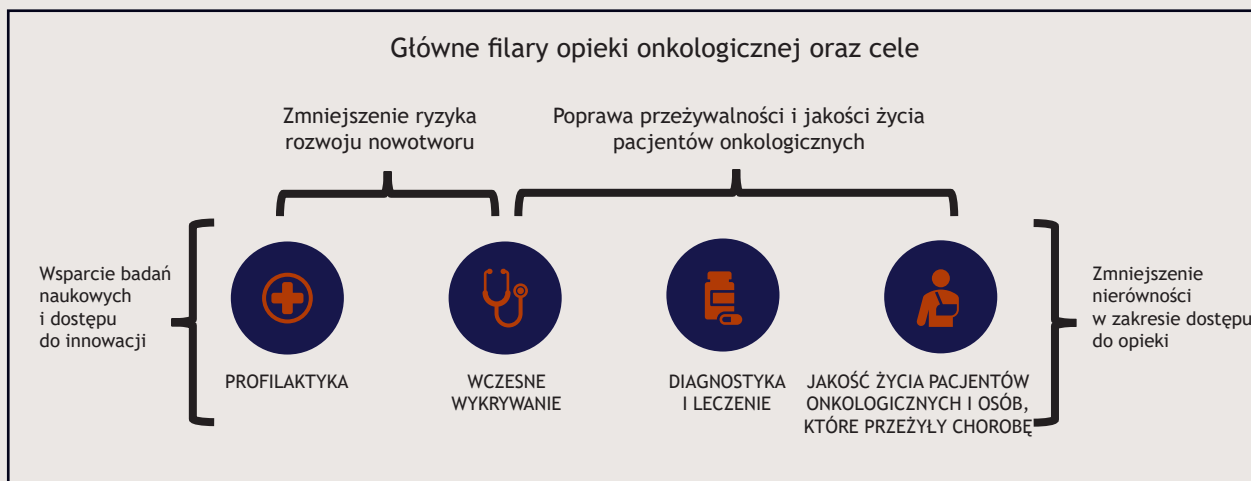 Główne filary opieki onkologicznej oraz cele
Zmniejszenie ryzyka
rozwoju nowotworu
Poprawa przeżywalności i jakości życia
pacjentów onkologicznych
Wsparcie badań
naukowych
i dostępu
do innowacji
PROFILAKTYKA
WCZESNE
WYKRYWANIE
DIAGNOSTYKA
I LECZENIE
JAKOŚĆ ŻYCIA PACJENTÓW
ONKOLOGICZNYCH I OSÓB,
KTÓRE PRZEŻYŁY CHOROBĘ
Zmniejszenie
nierówności
w zakresie dostępu
do opieki